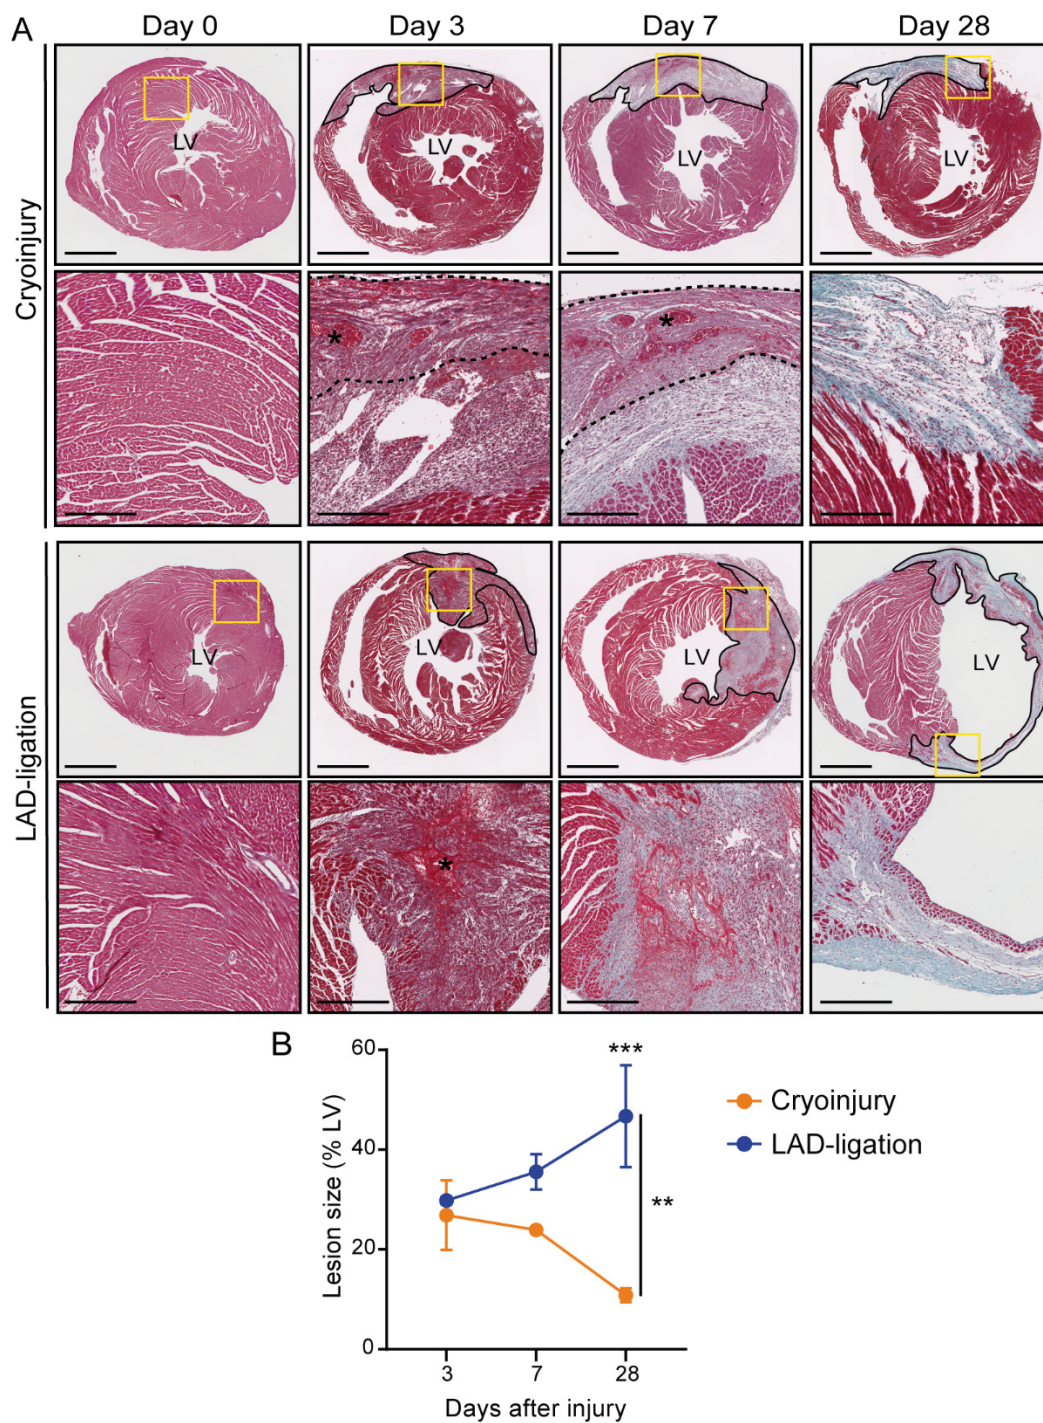 A
Day 0
Day 3
Day 7
Day 28
Cryoinjury
LV
LV
LV
LV
*
*
LAD-ligation
LV
LV
LV
LV
*
B
Lesion size (% LV)
60
40
20
0
***
**
3
7
28
Days after injury
Cryoinjury
LAD-ligation